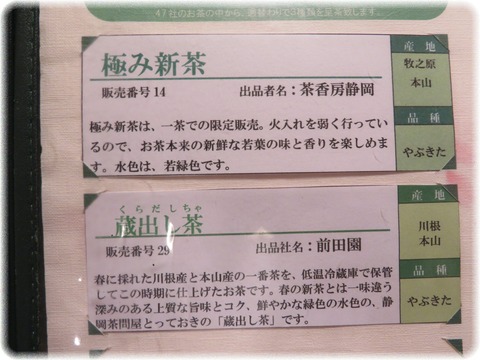 47社のお茶の中から、週替わりで3種類を呈茶致します。
極み新茶
販売番号14
出品者名：茶香房静岡
極み新茶は、一茶での限定販売。火入れを弱く行ってい
るので、お茶本来の新鮮な若葉の味と香りを楽しめま
す。水色は、若緑色です。
産地
牧之原
本山
品種
やぶきた
くらだしちゃ
蔵出し茶
販売番号29
出品社名：前田園
春に採れた川根産と本山産の一番茶を、低温冷蔵庫で保管
してこの時期に仕上げたお茶です。春の新茶とは一味違う
深みのある上質な旨味とコク、鮮やかな緑色の水色の、静
岡茶問屋とっておきの「蔵出し茶」です。
産地
川根
本山
品種
やぶきた